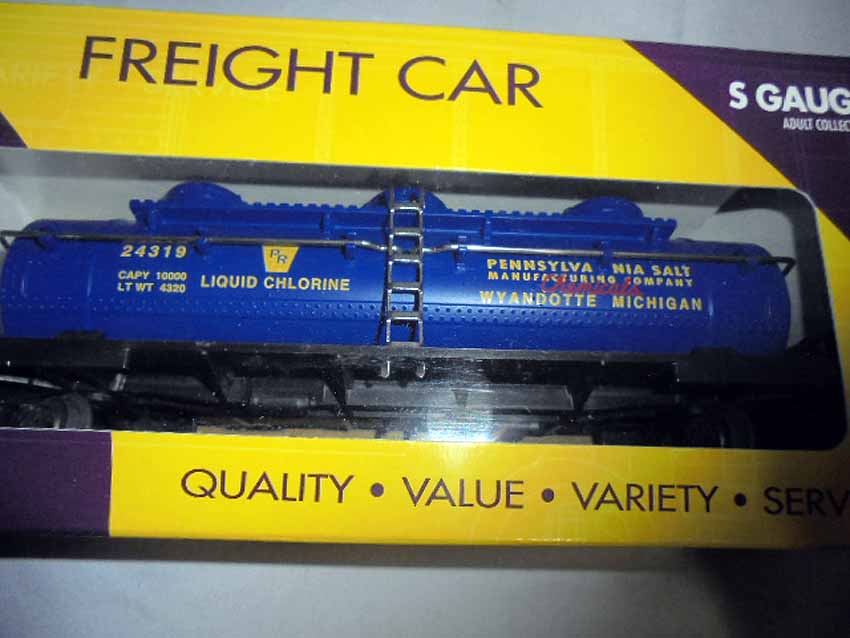 FREIGHT CAR
S GAUG
ADULT COLLEC
24319
CAPY 10000
LT WT 4320
PR
LIQUID CHLORINE
PENNSYLVA NIA SALT
MANUFACTURING COMPANY
Chemicals
WYANDOTTE MICHIGAN
QUALITY • VALUE • VARIETY • SERV